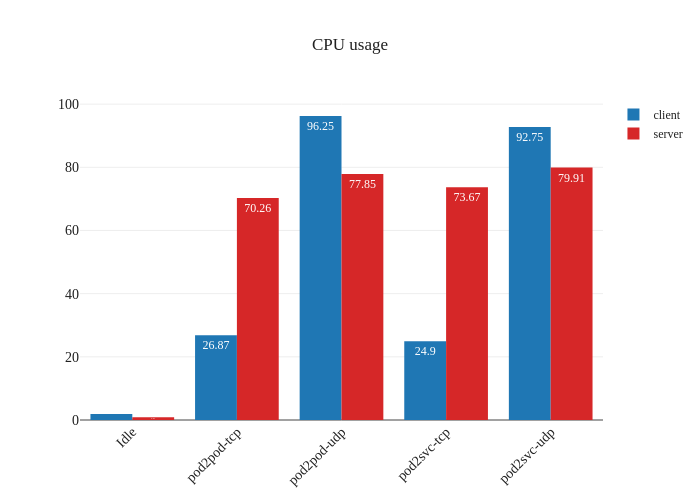 CPU usage
client
server
100
80
60
40
20
0
26.87
70.26
96.25
77.85
24.9
73.67
92.75
79.91
Idle
pod2pod-tcp
pod2pod-udp
pod2svc-tcp
pod2svc-udp